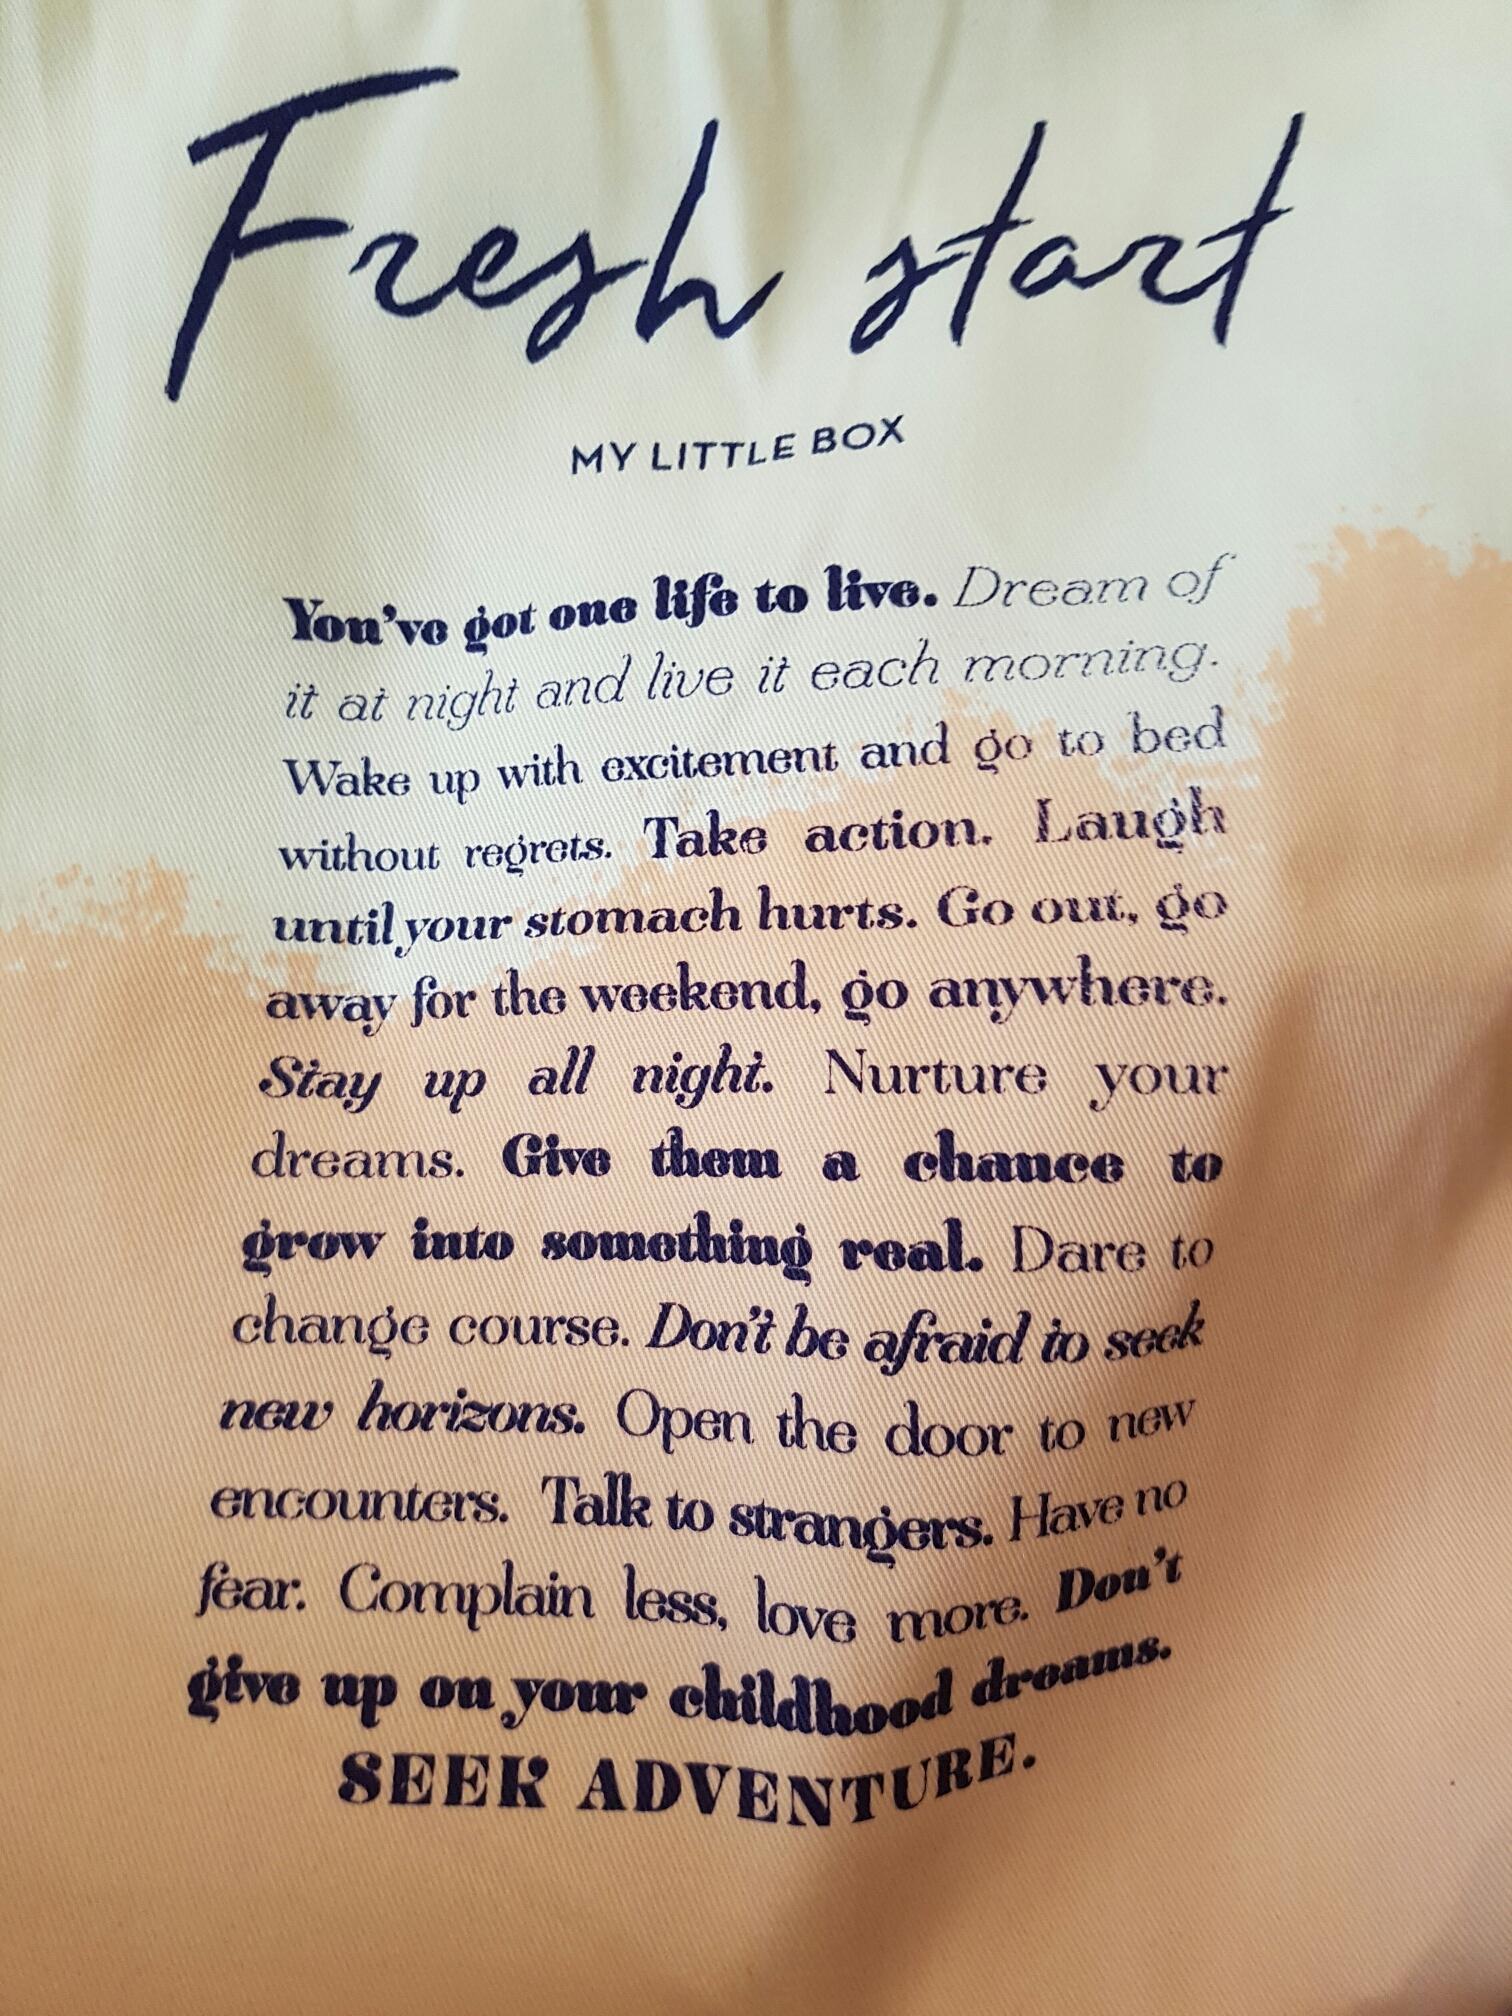 Fresh start
MY LITTLE BOX
You've got one life to live. Dream of
it at night and live it each morning.
Wake up with excitement and go to bed
without regrets. Take action. Laugh
until your stomach hurts. Go out, go
away for the weekend, go anywhere.
Stay up all night. Nurture your
dreams. Give them a chance to
grow into something real. Dare to
change course. Don't be afraid to seek
new horizons. Open the door to new
encounters. Talk to strangers. Have no
fear. Complain less, love more. Don't
give up on your childhood dreams.
SEEK ADVENTURE.